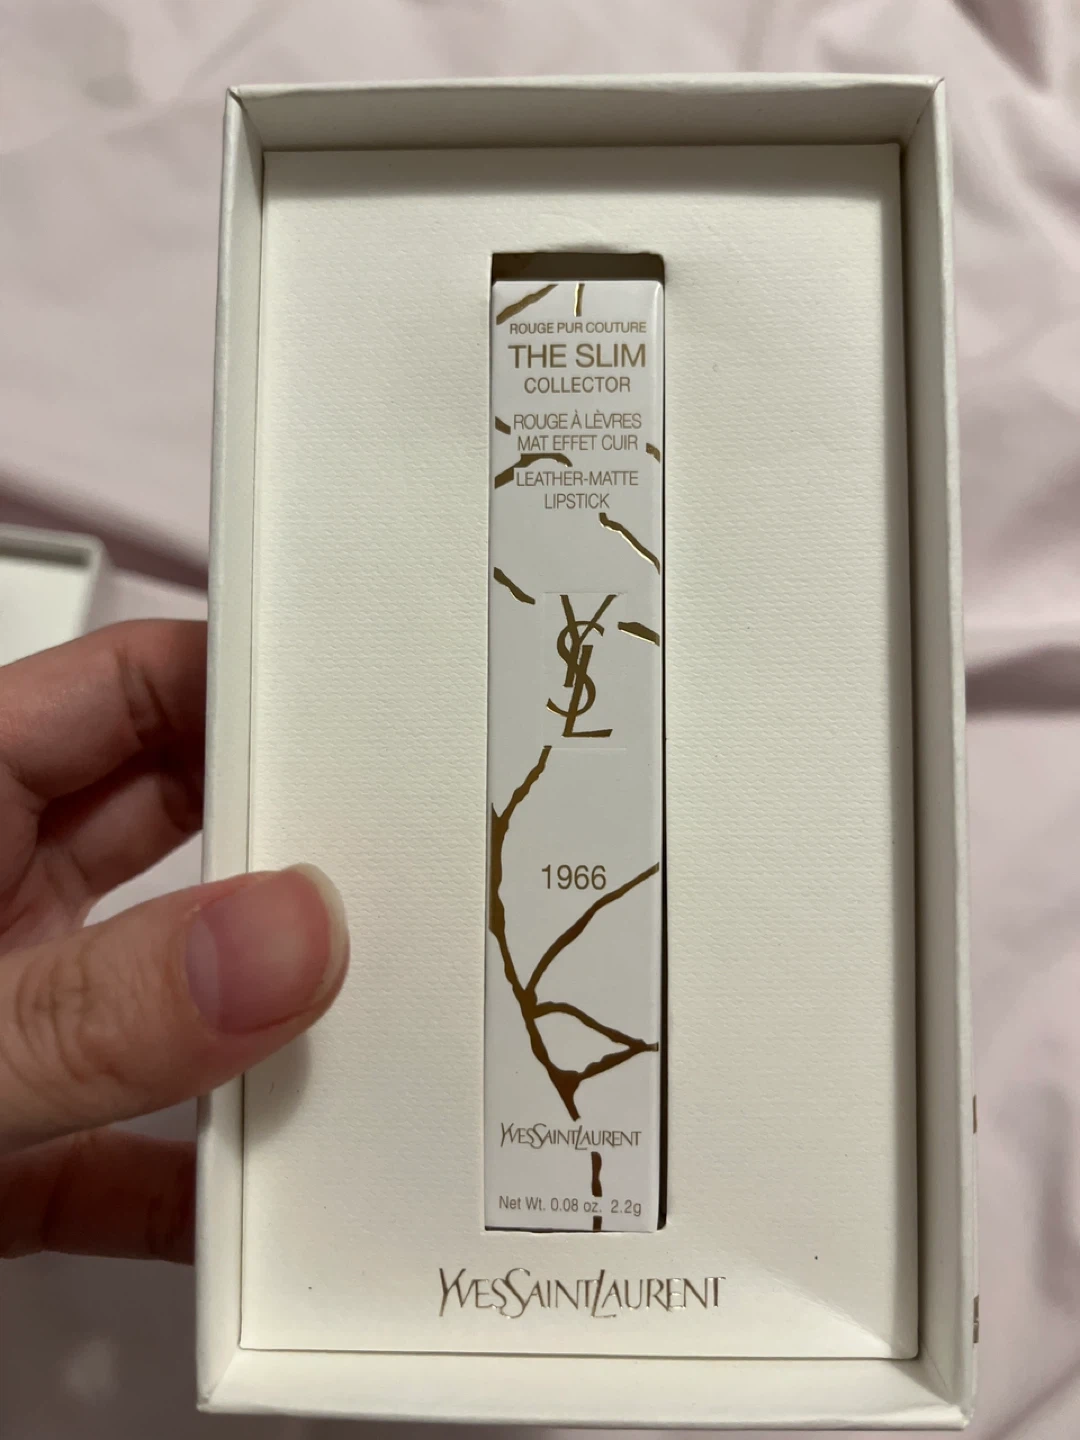 ROUGE PUR COUTURE
THE SLIM
COLLECTOR
ROUGE À LÈVRES
MAT EFFET CUIR
LEATHER-MATTE
LIPSTICK
YSL
1966
YVESSAINTLAURENT
Net Wt. 0.08 oz. 2.2g
YVESSAINTLAURENT